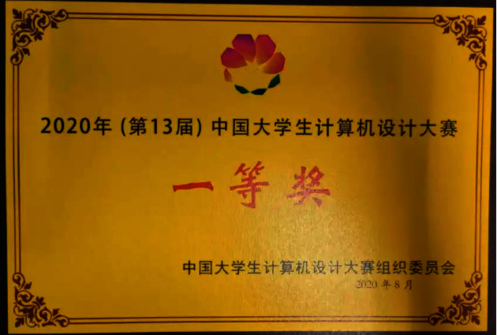 2020年(第13届)中国大学生计算机设计大赛
一等奖
中国大学生计算机设计大赛组织委员会
2020年8月